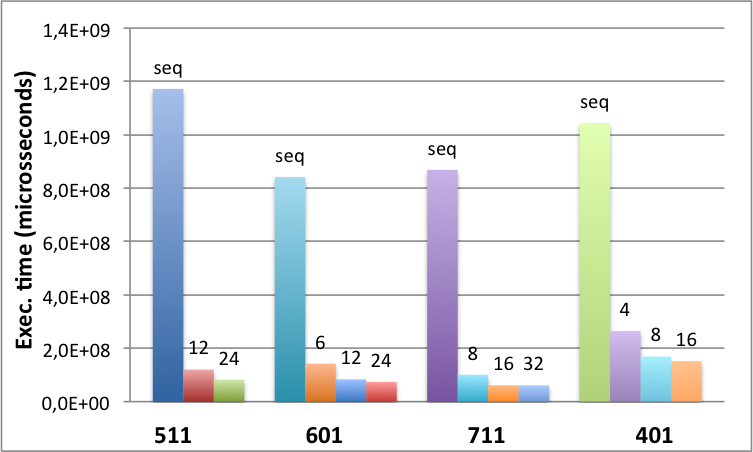 1,4E+09
1,2E+09
1,0E+09
8,0E+08
6,0E+08
4,0E+08
2,0E+08
0,0E+00
Exec. time (microsseconds)
seq
12
24
seq
6
12
24
seq
8
16
32
seq
4
8
16
511
601
711
401